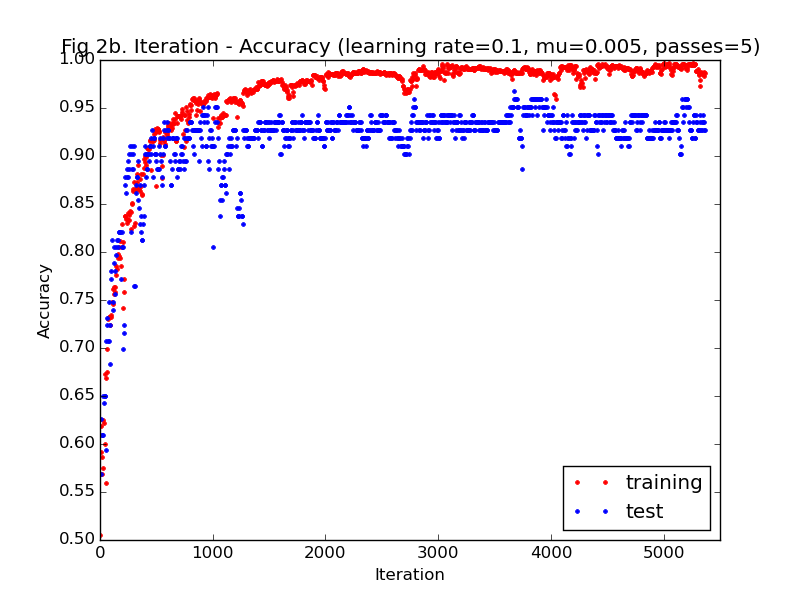 Fig 2b. Iteration - Accuracy (learning rate=0.1, mu=0.005, passes=5)
1.00
0.95
0.90
0.85
0.80
0.75
0.70
0.65
0.60
0.55
0.50
Accuracy
training
test
0 1000 2000 3000 4000 5000
Iteration